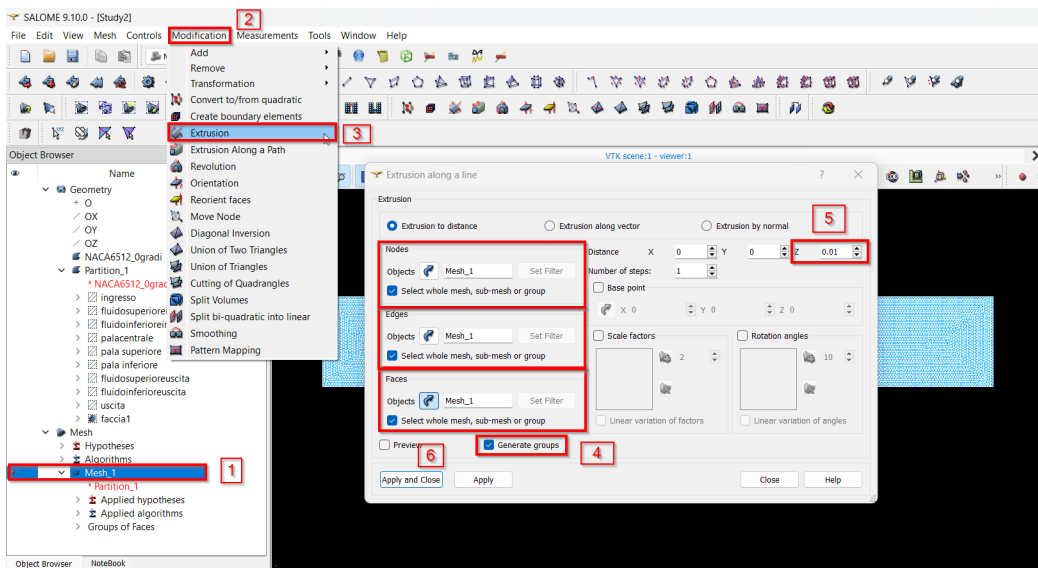 SALOME 9.10.0 - [Study2]
2
File Edit View Mesh Controls Modification Measurements Tools Window Help
Add
Remove
Transformation
Convert to/from quadratic
Create boundary elements
Extrusion
3
Extrusion Along a Path
Revolution
Orientation
Reorient faces
Move Node
Diagonal Inversion
Union of Two Triangles
Union of Triangles
Cutting of Quadrangles
Split Volumes
Split bi-quadratic into linear
Smoothing
Pattern Mapping
Object Browser
Name
Geometry
O
OX
OY
OZ
NACA6512_0gradi
Partition_1
* NACA6512_0grad
ingresso
fluidosuperiorei
fluidoinferiorei
palacentrale
pala superiore
pala inferiore
fluidosuperioreuscita
fluidoinferioreuscita
uscita
faccia1
Mesh
Hypotheses
Algorithms
Mesh_1
1
* Partition_1
Applied hypotheses
Applied algorithms
Groups of Faces
Object Browser NoteBook
VTK scene:1 - viewer:1
Extrusion along a line
Extrusion
Extrusion to distance Extrusion along vector Extrusion by normal
5
Nodes
Objects Mesh_1 Set Filter
Select whole mesh, sub-mesh or group
Edges
Objects Mesh_1 Set Filter
Select whole mesh, sub-mesh or group
Faces
Objects Mesh_1 Set Filter
Select whole mesh, sub-mesh or group
Distance X 0 Y 0 Z 0.01
Number of steps: 1
Base point
X 0 Y 0 Z 0
Scale factors
2
Linear variation of factors
Rotation angles
10
Linear variation of angles
Preview Generate groups
4
6
Apply and Close Apply Close Help